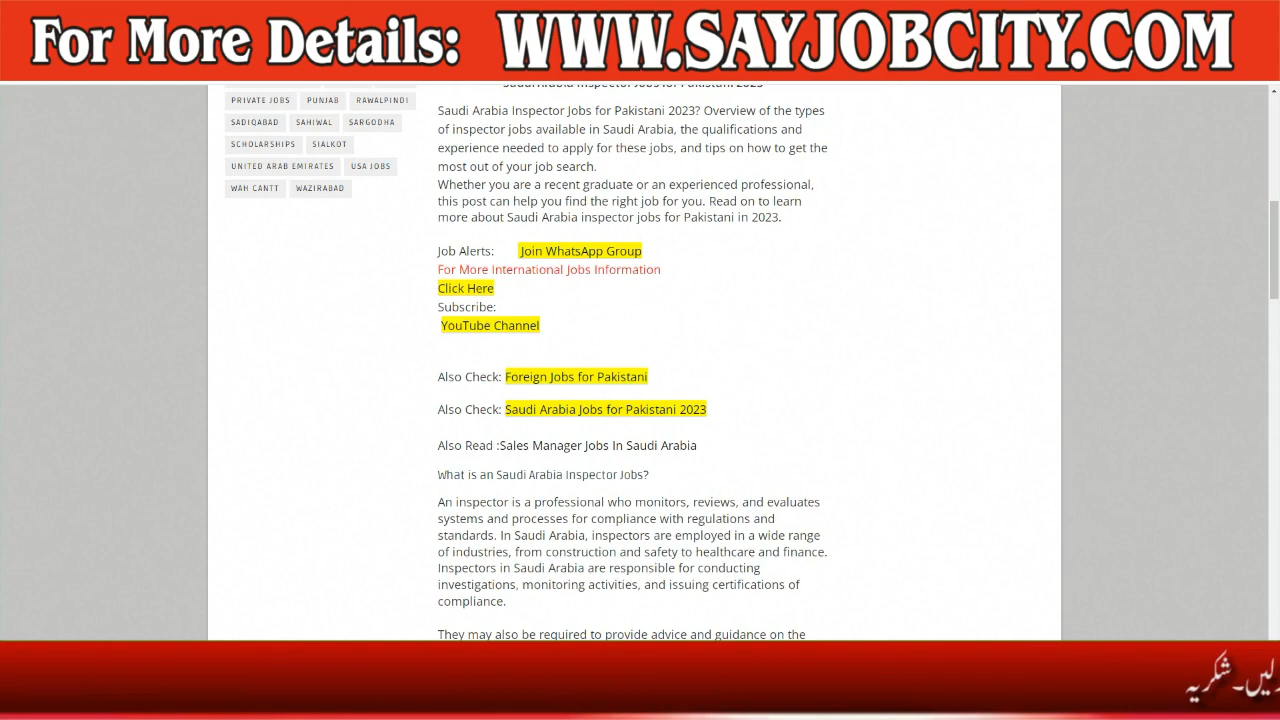 For More Details: WWW.SAYJOBCITY.COM
PRIVATE JOBS PUNJAB RAWALPINDI
SADIQABAD SAHIWAL SARGODHA
SCHOLARSHIPS SIALKOT
UNITED ARAB EMIRATES USA JOBS
WAH CANTT WAZIRABAD
Saudi Arabia Inspector Jobs for Pakistani 2023
Saudi Arabia Inspector Jobs for Pakistani 2023? Overview of the types
of inspector jobs available in Saudi Arabia, the qualifications and
experience needed to apply for these jobs, and tips on how to get the
most out of your job search.
Whether you are a recent graduate or an experienced professional,
this post can help you find the right job for you. Read on to learn
more about Saudi Arabia inspector jobs for Pakistani in 2023.
Job Alerts: Join WhatsApp Group
For More International Jobs Information
Click Here
Subscribe:
YouTube Channel
Also Check: Foreign Jobs for Pakistani
Also Check: Saudi Arabia Jobs for Pakistani 2023
Also Read :Sales Manager Jobs In Saudi Arabia
What is an Saudi Arabia Inspector Jobs?
An inspector is a professional who monitors, reviews, and evaluates
systems and processes for compliance with regulations and
standards. In Saudi Arabia, inspectors are employed in a wide range
of industries, from construction and safety to healthcare and finance.
Inspectors in Saudi Arabia are responsible for conducting
investigations, monitoring activities, and issuing certifications of
compliance.
They may also be required to provide advice and guidance on the
شکریہ